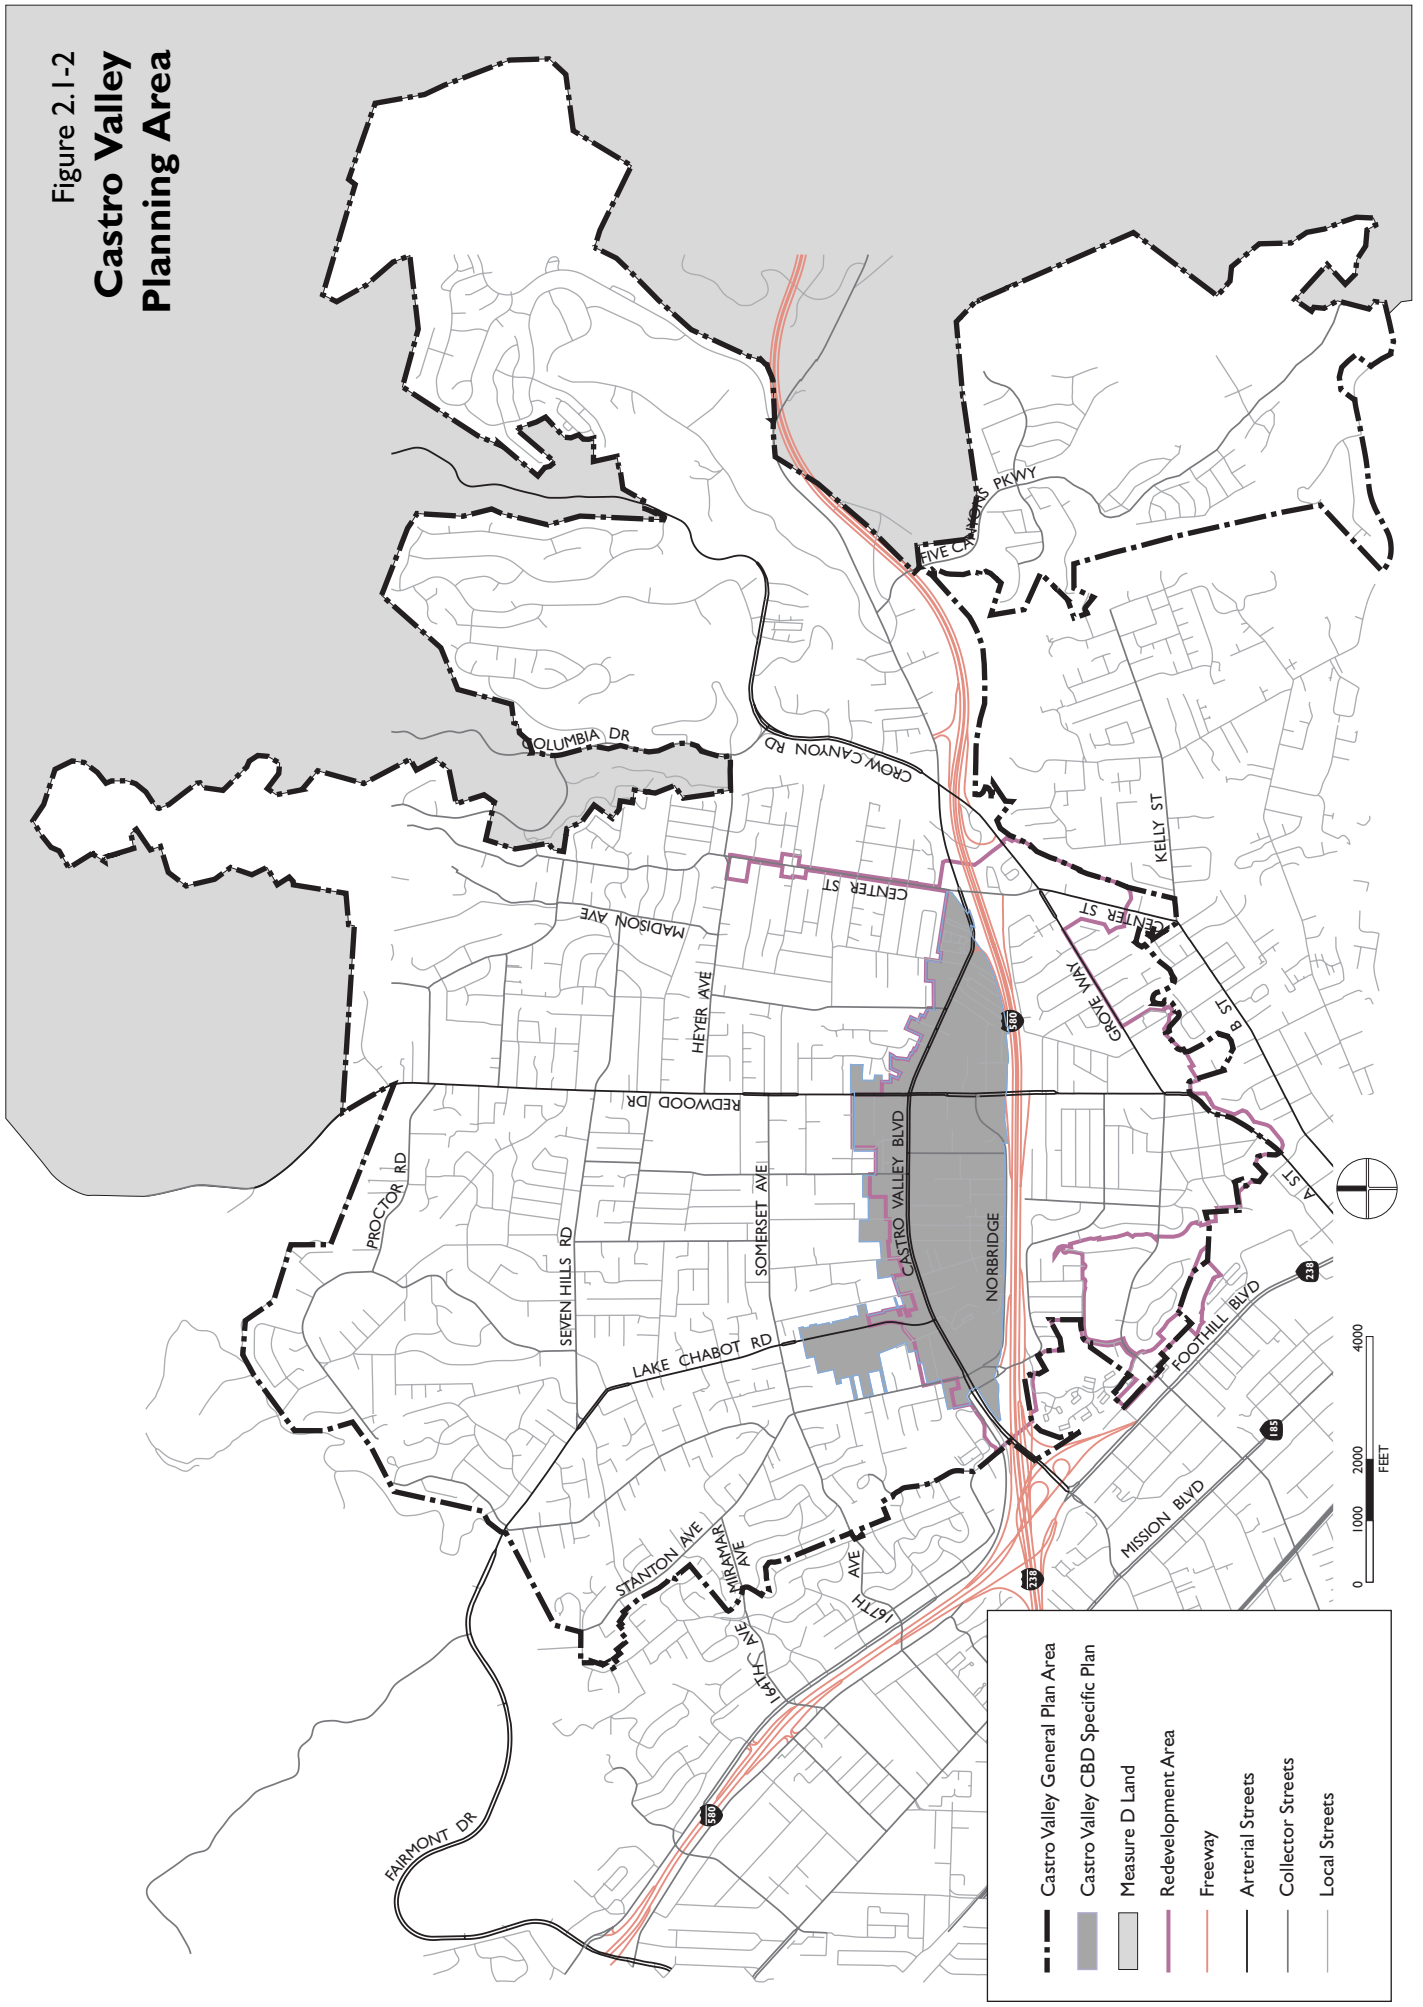 Figure 2.1-2
Castro Valley
Planning Area
COLUMBIA DR
CROW CANYON RD
FIVE CANYONS PKWY
CENTER ST
MADISON AVE
HEYER AVE
REDWOOD DR
PROCTOR RD
SEVEN HILLS RD
SOMERSET AVE
LAKE CHABOT RD
CASTRO VALLEY BLVD
NORBRIDGE
580
GROVE WAY
CENTER ST
KELLY ST
B ST
A ST
FOOTHILL BLVD
238
185
MISSION BLVD
238
STANTON AVE
MIRAMAR
AVE
164TH AVE
167TH
AVE
580
FAIRMONT DR
0
1000
2000
4000
FEET
Castro Valley General Plan Area
Castro Valley CBD Specific Plan
Measure D Land
Redevelopment Area
Freeway
Arterial Streets
Collector Streets
Local Streets